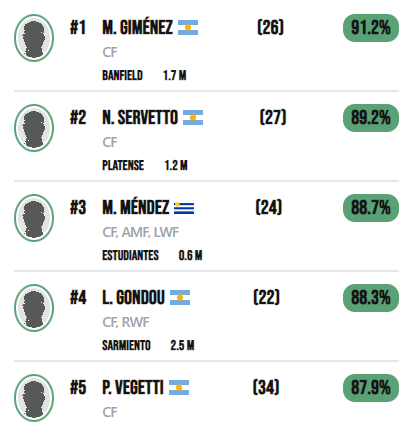 #1 M. GIMÉNEZ (26) 91.2%
CF
BANFIELD 1.7 M
#2 N. SERVETTO (27) 89.2%
CF
PLATENSE 1.2 M
#3 M. MÉNDEZ (24) 88.7%
CF, AMF, LWF
ESTUDIANTES 0.6 M
#4 L. GONDOU (22) 88.3%
CF, RWF
SARMIENTO 2.5 M
#5 P. VEGETTI (34) 87.9%
CF